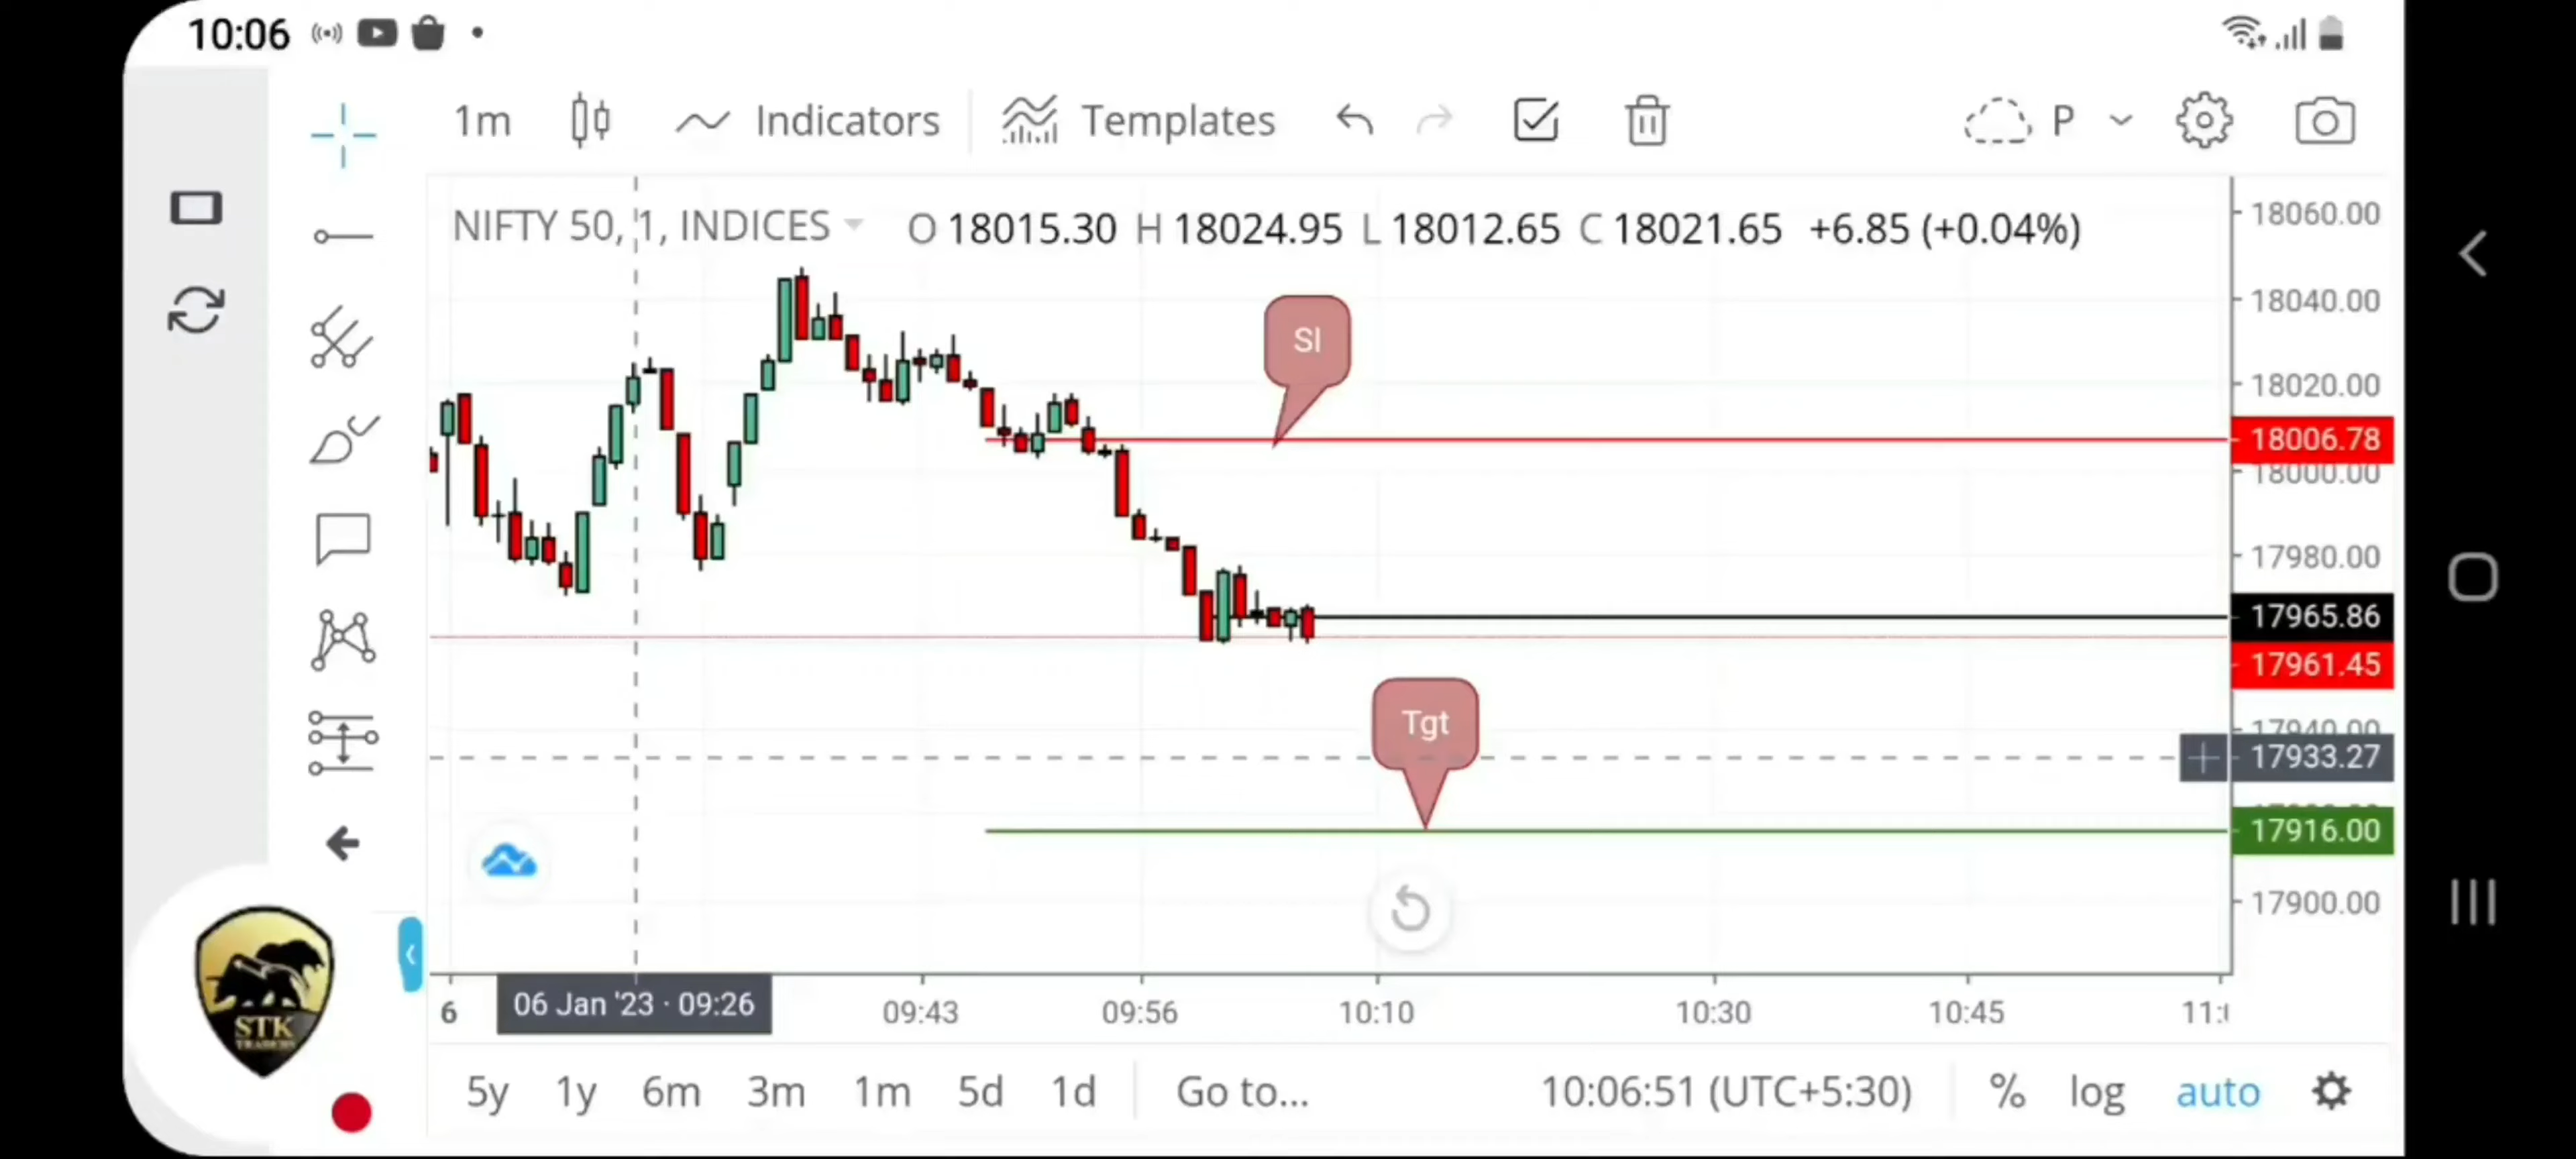 10:06
1m Indicators Templates P
NIFTY 50, 1, INDICES O 18015.30 H 18024.95 L 18012.65 C 18021.65 +6.85 (+0.04%)
18060.00
18040.00
Sl
18020.00
18006.78
18000.00
17980.00
17965.86
17961.45
Tgt
17940.00
17933.27
17916.00
17900.00
6 06 Jan '23 · 09:26 09:43 09:56 10:10 10:30 10:45
STK
TRADERS
5y 1y 6m 3m 1m 5d 1d Go to... 10:06:51 (UTC+5:30) % log auto